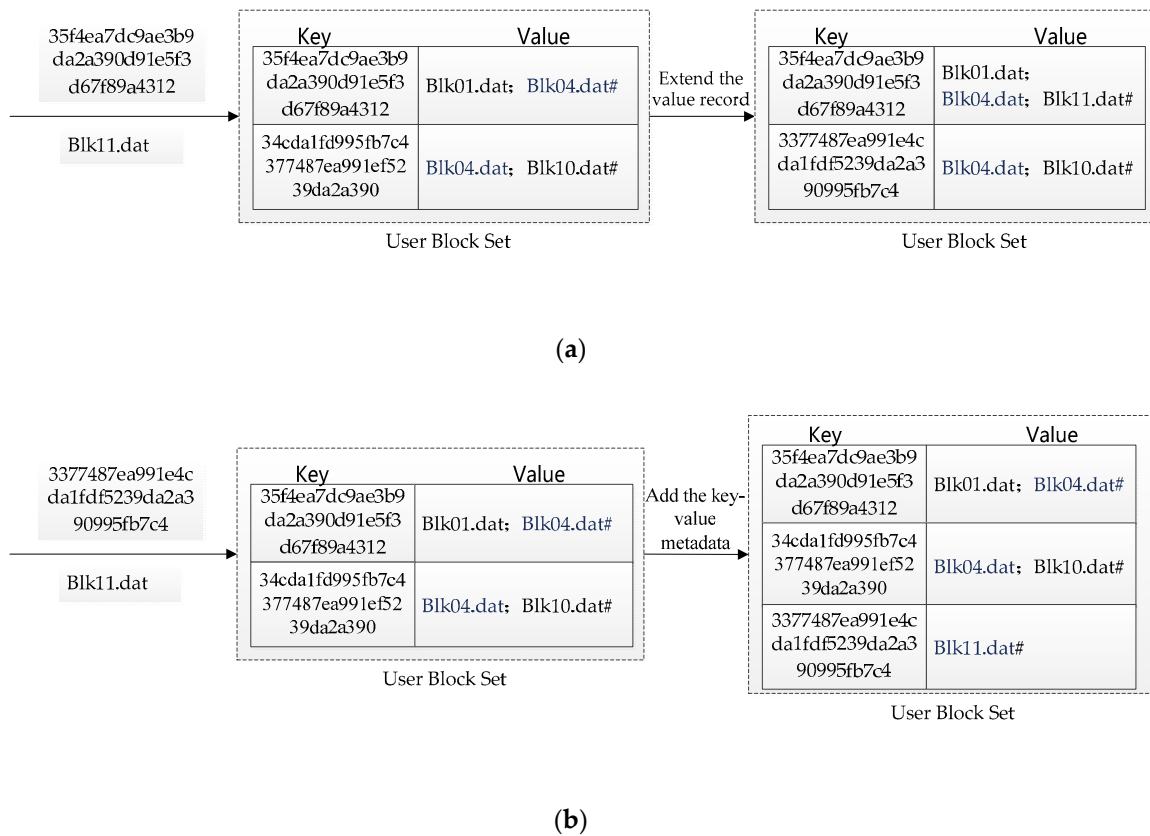 35f4ea7dc9ae3b9
da2a390d91e5f3
d67f89a4312
Blk11.dat
Key Value
35f4ea7dc9ae3b9
da2a390d91e5f3
d67f89a4312
Blk01.dat; Blk04.dat#
34cda1fd995fb7c4
377487ea991ef52
39da2a390
Blk04.dat; Blk10.dat#
User Block Set
Extend the
value record
Key Value
35f4ea7dc9ae3b9
da2a390d91e5f3
d67f89a4312
Blk01.dat;
Blk04.dat; Blk11.dat#
3377487ea991e4c
da1fdf5239da2a3
90995fb7c4
Blk04.dat; Blk10.dat#
User Block Set
(a)
3377487ea991e4c
da1fdf5239da2a3
90995fb7c4
Blk11.dat
Key Value
35f4ea7dc9ae3b9
da2a390d91e5f3
d67f89a4312
Blk01.dat; Blk04.dat#
34cda1fd995fb7c4
377487ea991ef52
39da2a390
Blk04.dat; Blk10.dat#
User Block Set
Add the key-
value
metadata
Key Value
35f4ea7dc9ae3b9
da2a390d91e5f3
d67f89a4312
Blk01.dat; Blk04.dat#
34cda1fd995fb7c4
377487ea991ef52
39da2a390
Blk04.dat; Blk10.dat#
3377487ea991e4c
da1fdf5239da2a3
90995fb7c4
Blk11.dat#
User Block Set
(b)